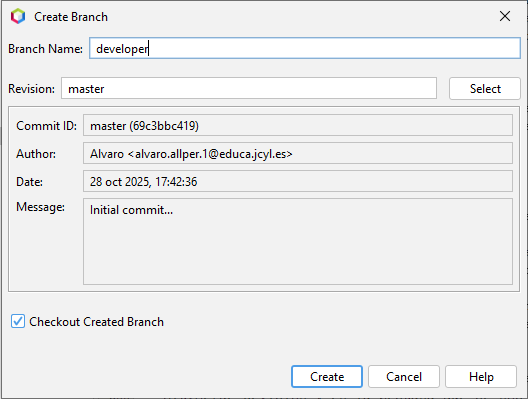 Create Branch
Branch Name: developer
Revision: master Select
Commit ID: master (69c3bbc419)
Author: Alvaro <alvaro.allper.1@educa.jcyl.es>
Date: 28 oct 2025, 17:42:36
Message: Initial commit...
Checkout Created Branch
Create Cancel Help